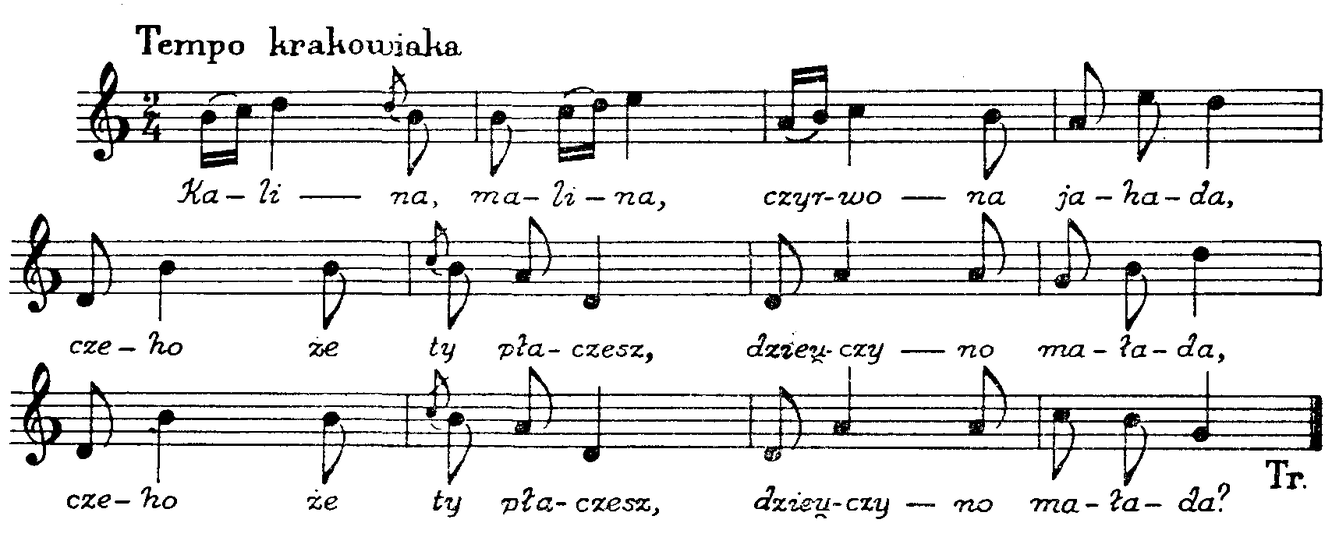 Tempo krakowiaka
2/4
Ka – li — na, ma – li – na, czyr-wo — na ja – ha – da,
cze – ho że ty pła – czesz, dzieu̯-czy — no ma – ła – da,
cze – ho że ty pła – czesz, dzieu̯-czy — no ma – ła – da?
Tr.